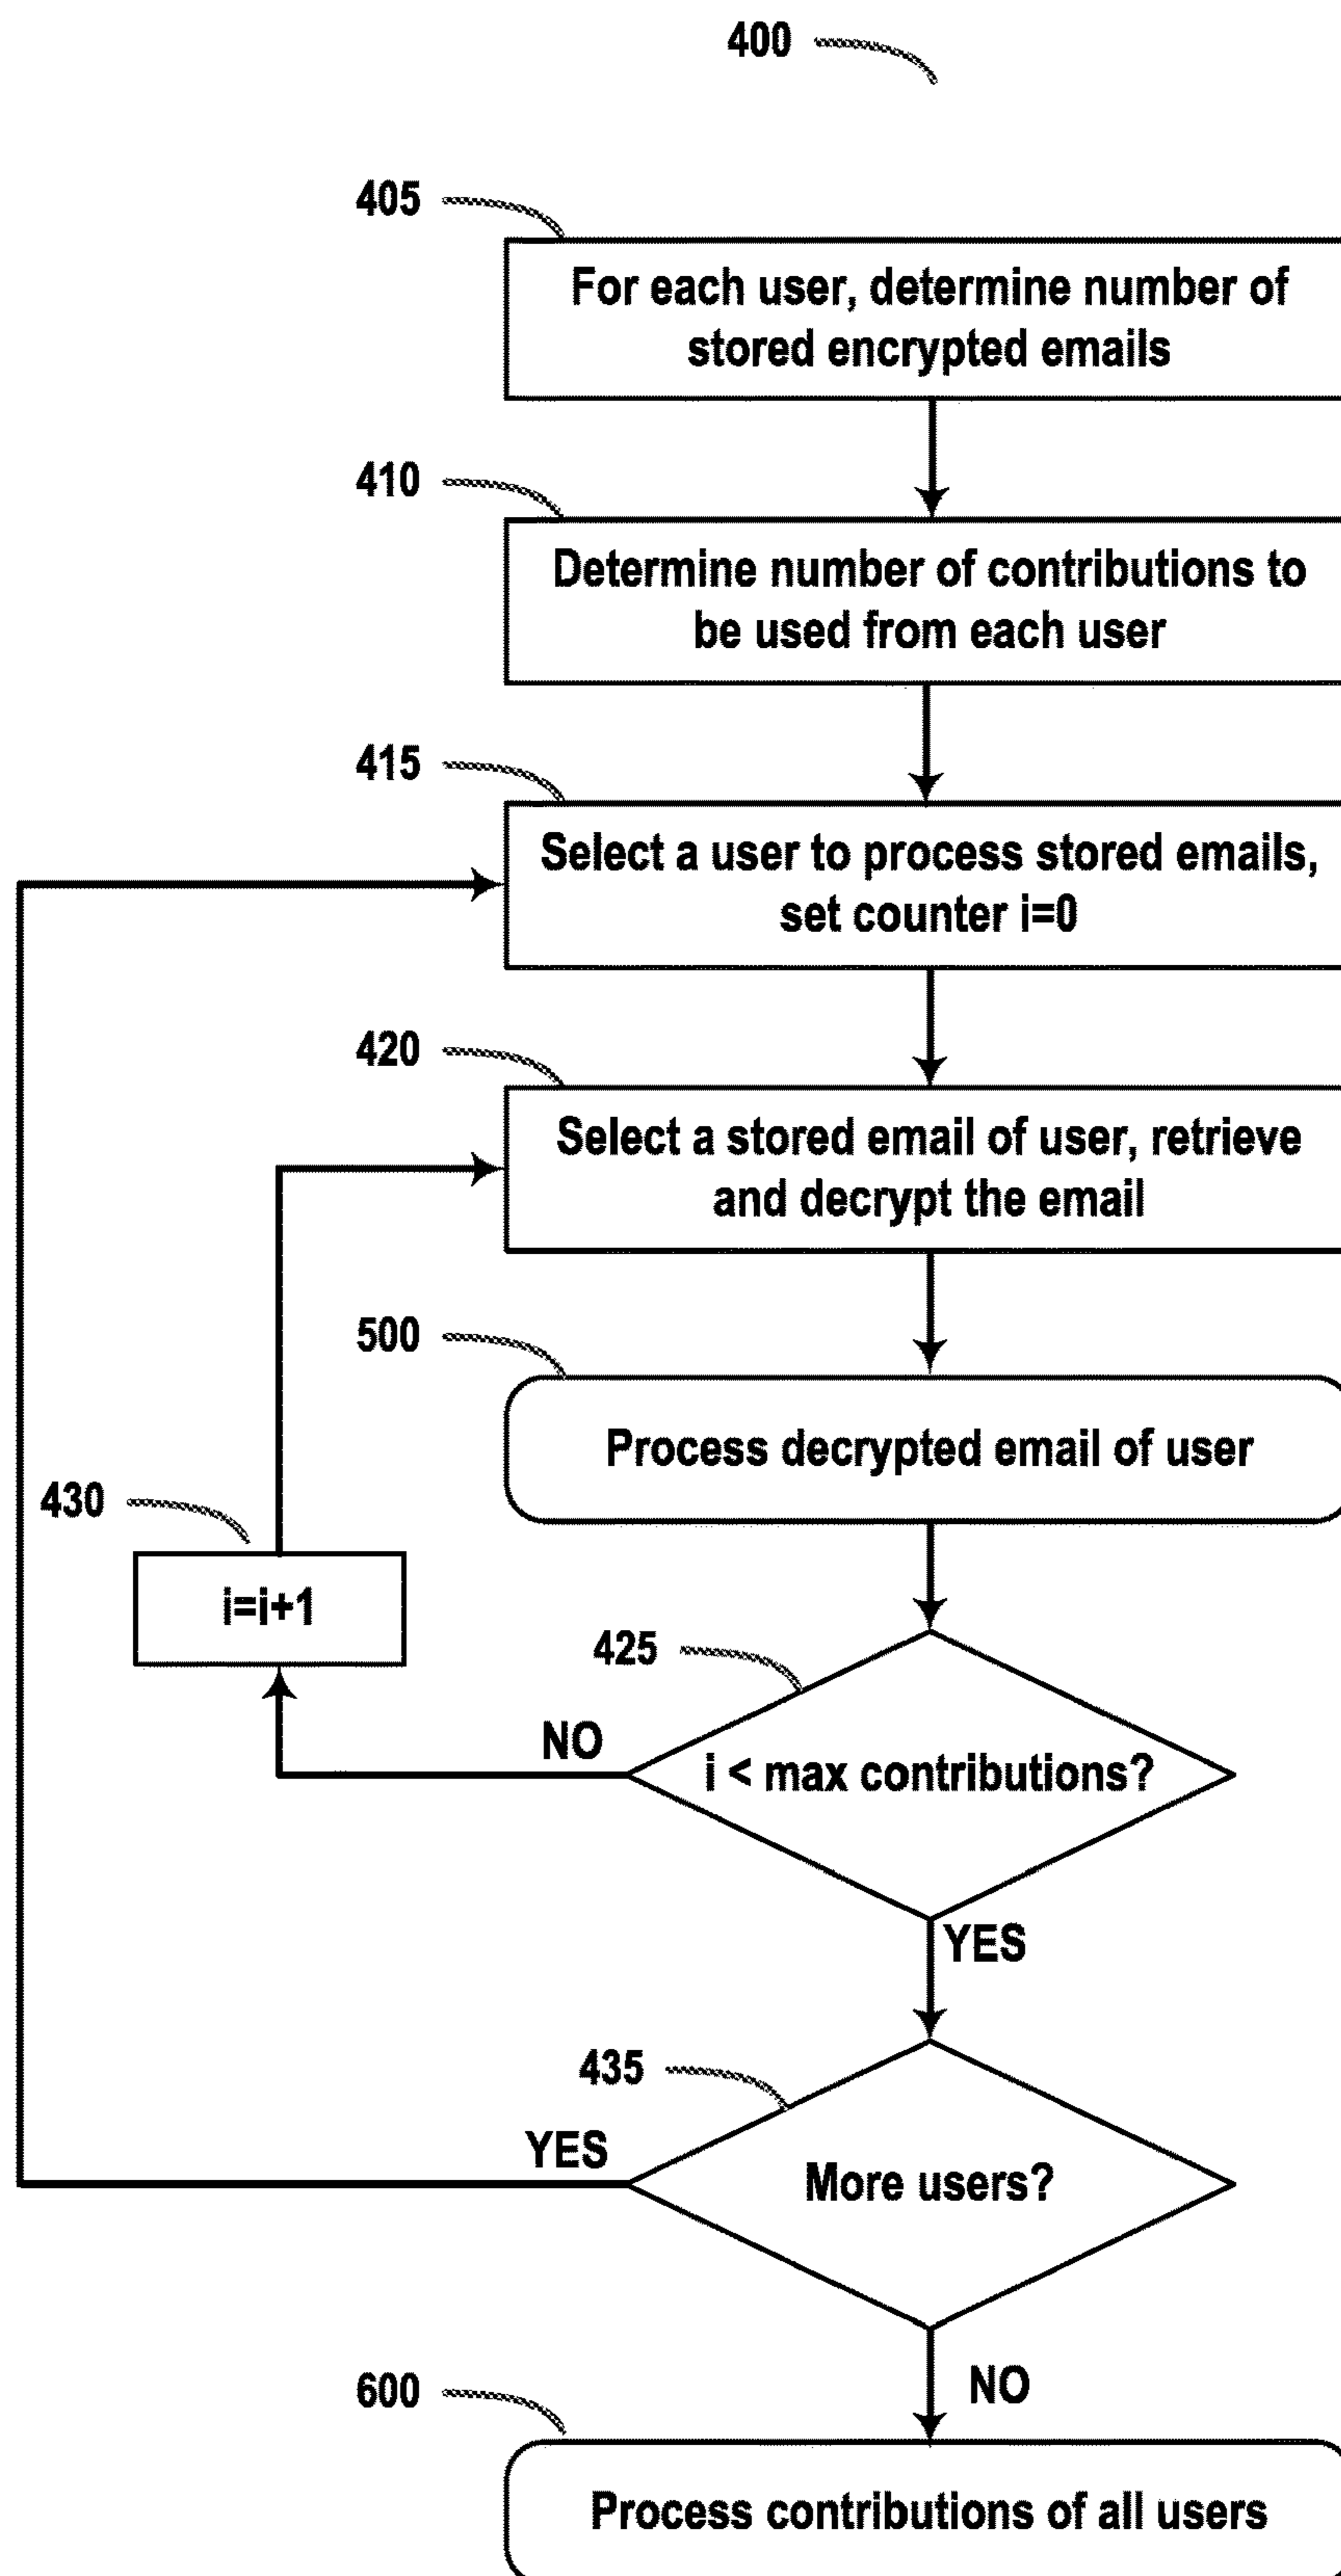 400
405
For each user, determine number of
stored encrypted emails
410
Determine number of contributions to
be used from each user
415
Select a user to process stored emails,
set counter i=0
420
Select a stored email of user, retrieve
and decrypt the email
500
Process decrypted email of user
430
i=i+1
425
NO
i < max contributions?
YES
435
YES
More users?
NO
600
Process contributions of all users